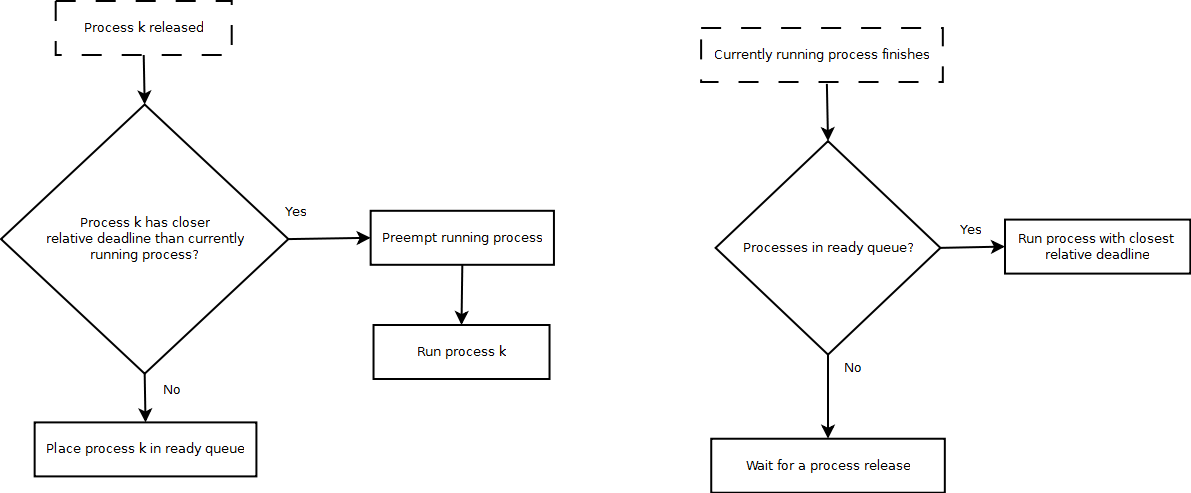 Process k released
Process k has closer
relative deadline than currently
running process?
Yes
Preempt running process
Run process k
No
Place process k in ready queue
Currently running process finishes
Processes in ready queue?
Yes
Run process with closest
relative deadline
No
Wait for a process release